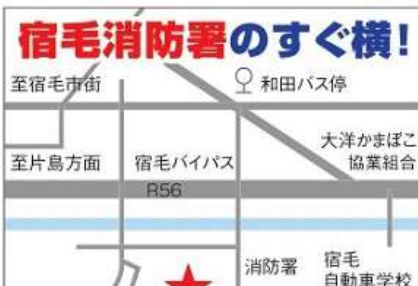 宿毛消防署のすぐ横!
至宿毛市街
和田バス停
大洋かまぼこ
協業組合
至片島方面
宿毛バイパス
R56
消防署
宿毛
自動車学校